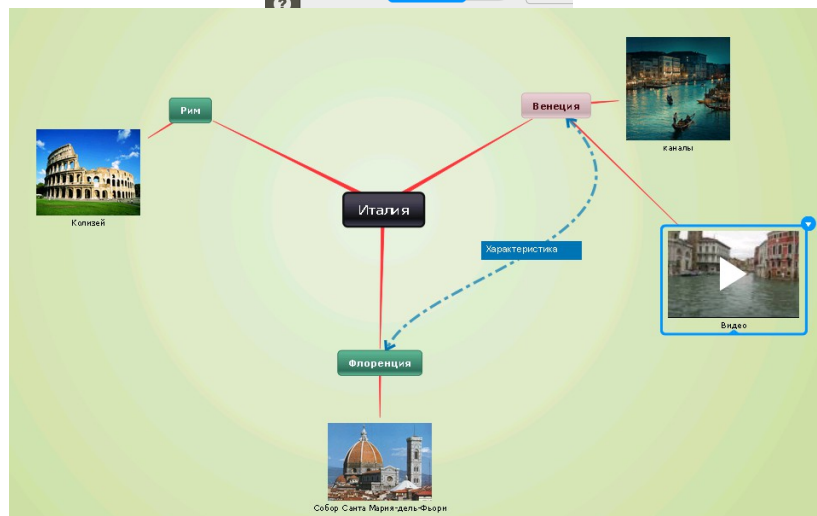 ?
Рим
Венеция
каналы
Колизей
Италия
Характеристика
Видео
Флоренция
Собор Санта Мария-дель-Фьори